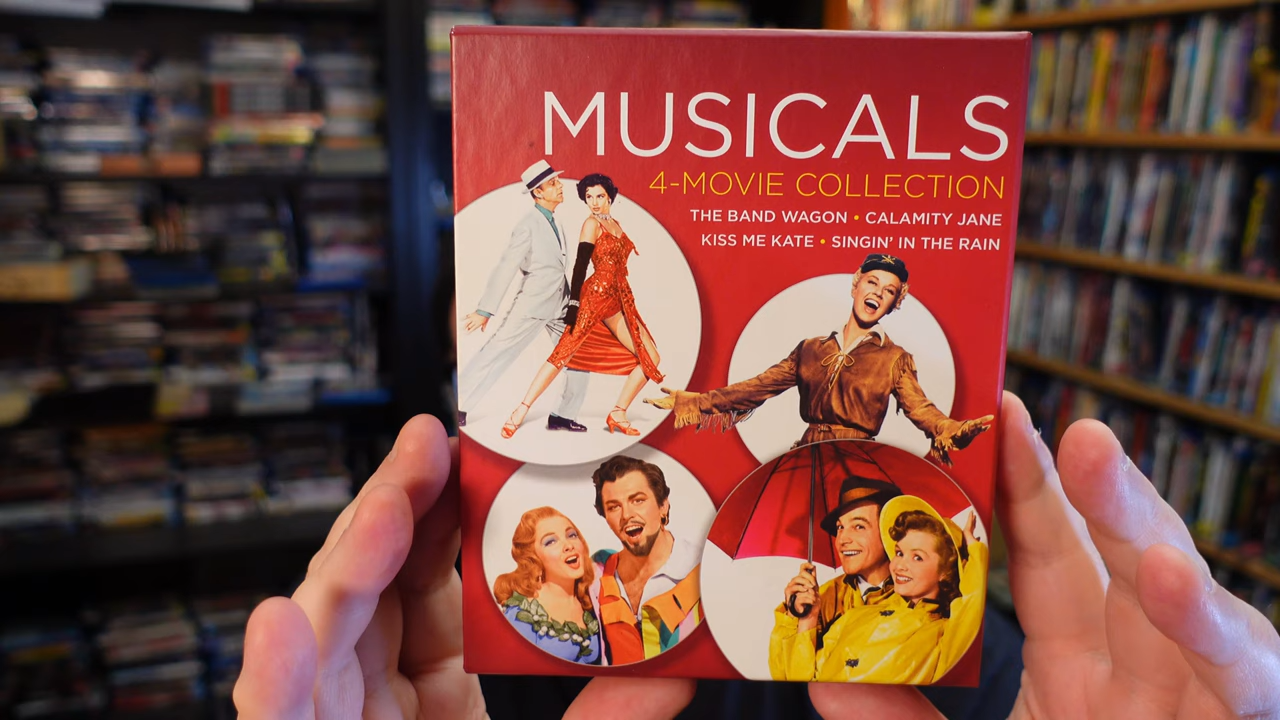 MUSICALS
4-MOVIE COLLECTION
THE BAND WAGON • CALAMITY JANE
KISS ME KATE • SINGIN' IN THE RAIN